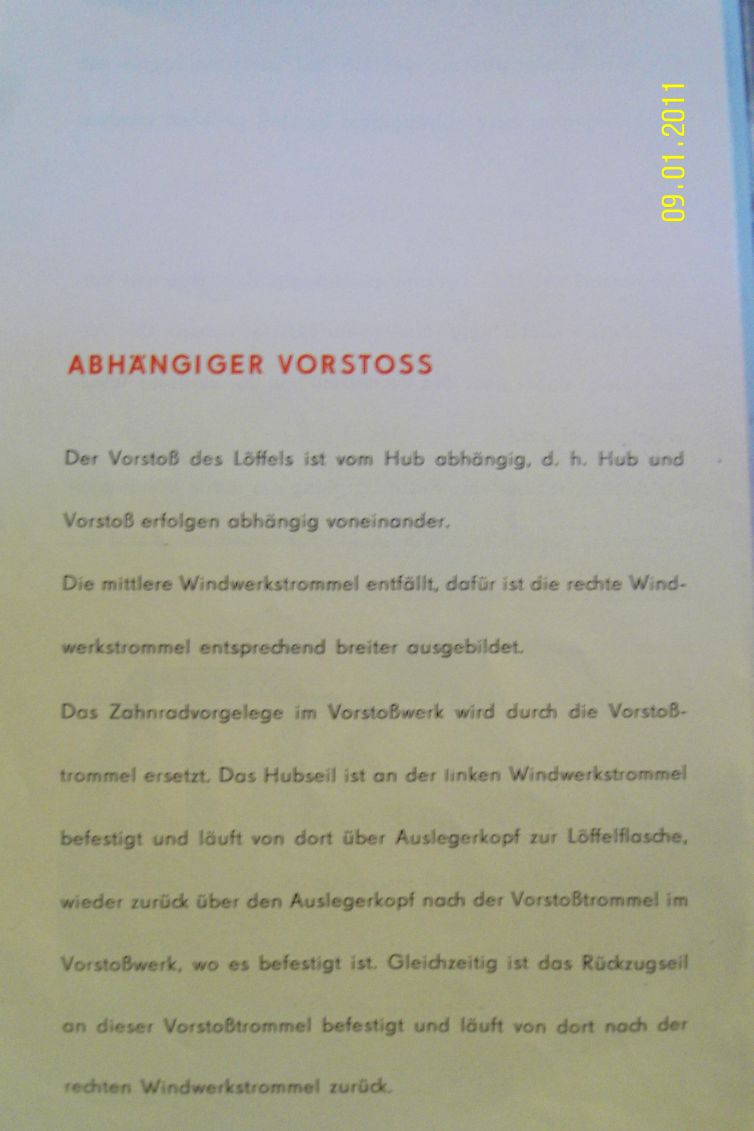 09.01.2011
ABHÄNGIGER VORSTOSS
Der Vorstoß des Löffels ist vom Hub abhängig, d. h. Hub und
Vorstoß erfolgen abhängig voneinander.
Die mittlere Windwerkstrommel entfällt, dafür ist die rechte Wind-
werkstrommel entsprechend breiter ausgebildet.
Das Zahnradvorgelege im Vorstoßwerk wird durch die Vorstoß-
trommel ersetzt. Das Hubseil ist an der linken Windwerkstrommel
befestigt und läuft von dort über Auslegerkopf zur Löffelflasche,
wieder zurück über den Auslegerkopf nach der Vorstoßtrommel im
Vorstoßwerk, wo es befestigt ist. Gleichzeitig ist das Rückzugseil
an dieser Vorstoßtrommel befestigt und läuft von dort nach der
rechten Windwerkstrommel zurück.